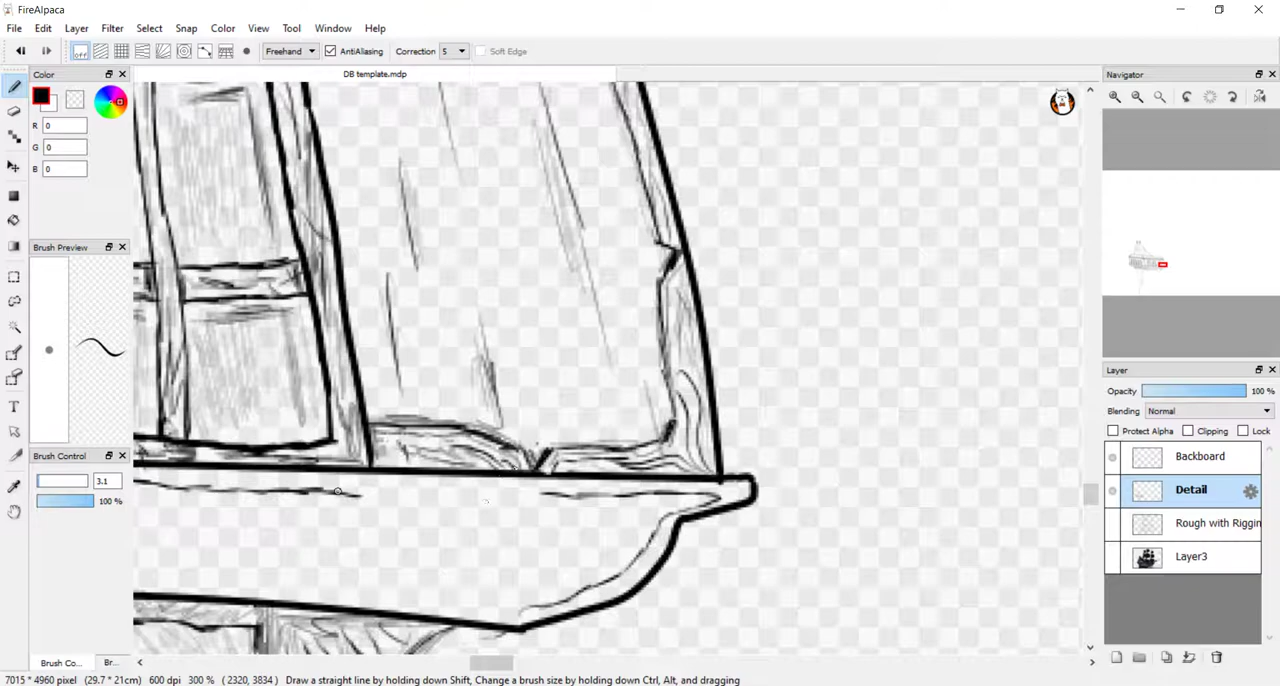 FireAlpaca
File Edit Layer Filter Select Snap Color View Tool Window Help
Off Freehand AntiAliasing Correction 5 Soft Edge
Color DB template.mdp Navigator
R 0
G 0
B 0
Brush Preview
Layer
Opacity 100 %
Blending Normal
Protect Alpha Clipping Lock
Brush Control Backboard
3.1
100 % Detail
Rough with Riggin
Layer3
Brush Co... Br...
7015 * 4960 pixel (29.7 * 21cm) 600 dpi 300 % ( 2320, 3834 ) Draw a straight line by holding down Shift, Change a brush size by holding down Ctrl, Alt, and dragging